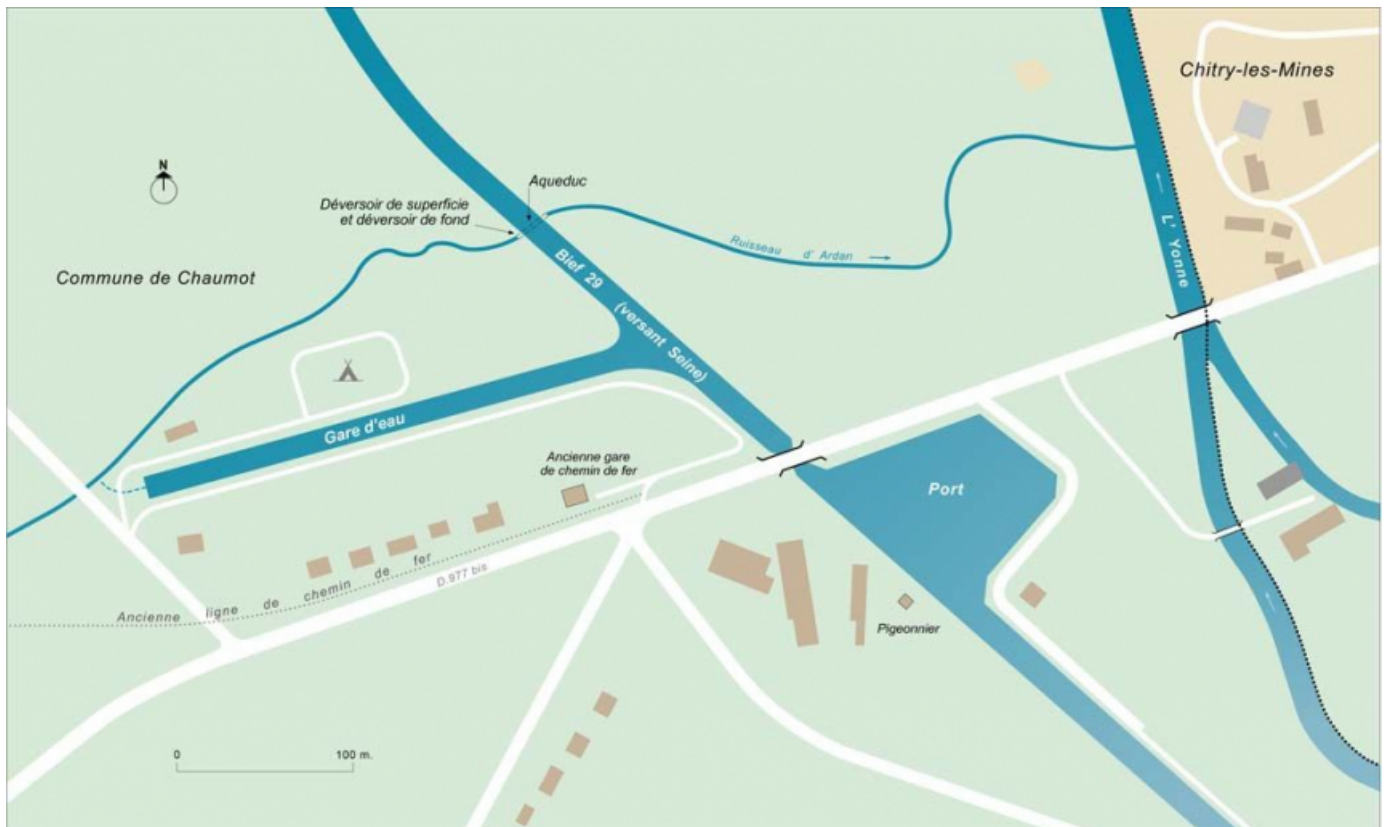 Chitry-les-Mines
N
Aqueduc
Déversoir de superficie
et déversoir de fond
Ruisseau d' Ardan
L' Yonne
Commune de Chaumot
Bief 29 (versant Seine)
Gare d'eau
Ancienne gare
de chemin de fer
Port
D.977 bis
Ancienne ligne de chemin de fer
Pigeonnier
0 100 m.